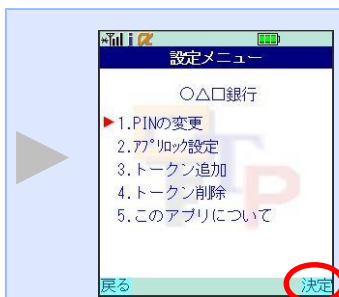 設定メニュー
○△□銀行
1.PINの変更
2.ｱﾌﾟﾘﾛｯｸ設定
3.トークン追加
4.トークン削除
5.このアプリについて
戻る 決定